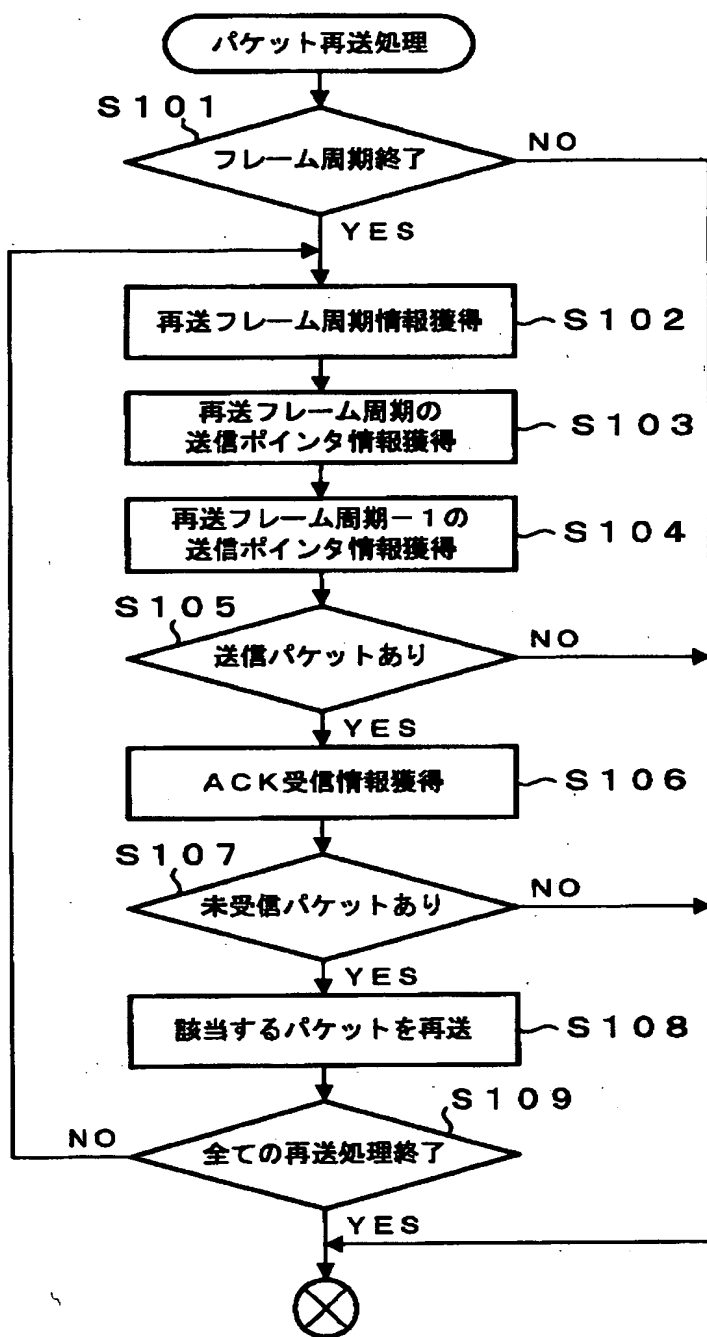 パケット再送処理
S101
フレーム周期終了
NO
YES
再送フレーム周期情報獲得
S102
再送フレーム周期の
送信ポインタ情報獲得
S103
再送フレーム周期-1の
送信ポインタ情報獲得
S104
S105
送信パケットあり
NO
YES
ACK受信情報獲得
S106
S107
未受信パケットあり
NO
YES
該当するパケットを再送
S108
S109
NO
全ての再送処理終了
YES